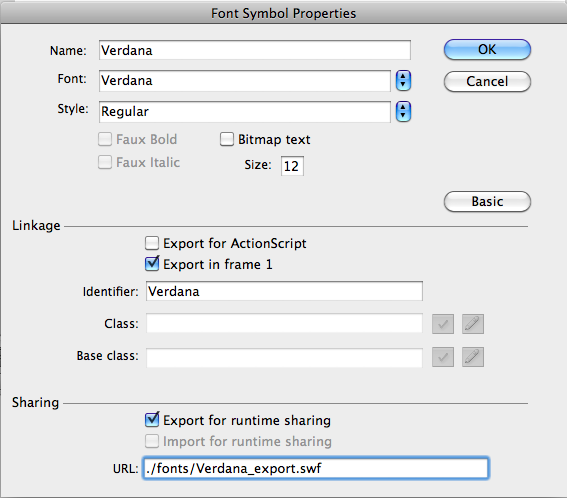 Font Symbol Properties
Name: Verdana OK
Font: Verdana Cancel
Style: Regular
Faux Bold Bitmap text
Faux Italic Size: 12
Basic
Linkage
Export for ActionScript
Export in frame 1
Identifier: Verdana
Class:
Base class:
Sharing
Export for runtime sharing
Import for runtime sharing
URL: ./fonts/Verdana_export.swf